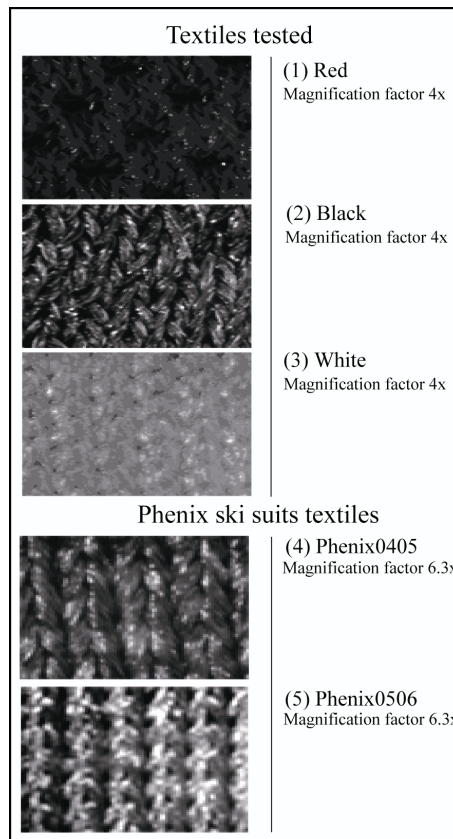 Textiles tested
(1) Red
Magnification factor 4x
(2) Black
Magnification factor 4x
(3) White
Magnification factor 4x
Phenix ski suits textiles
(4) Phenix0405
Magnification factor 6.3x
(5) Phenix0506
Magnification factor 6.3x